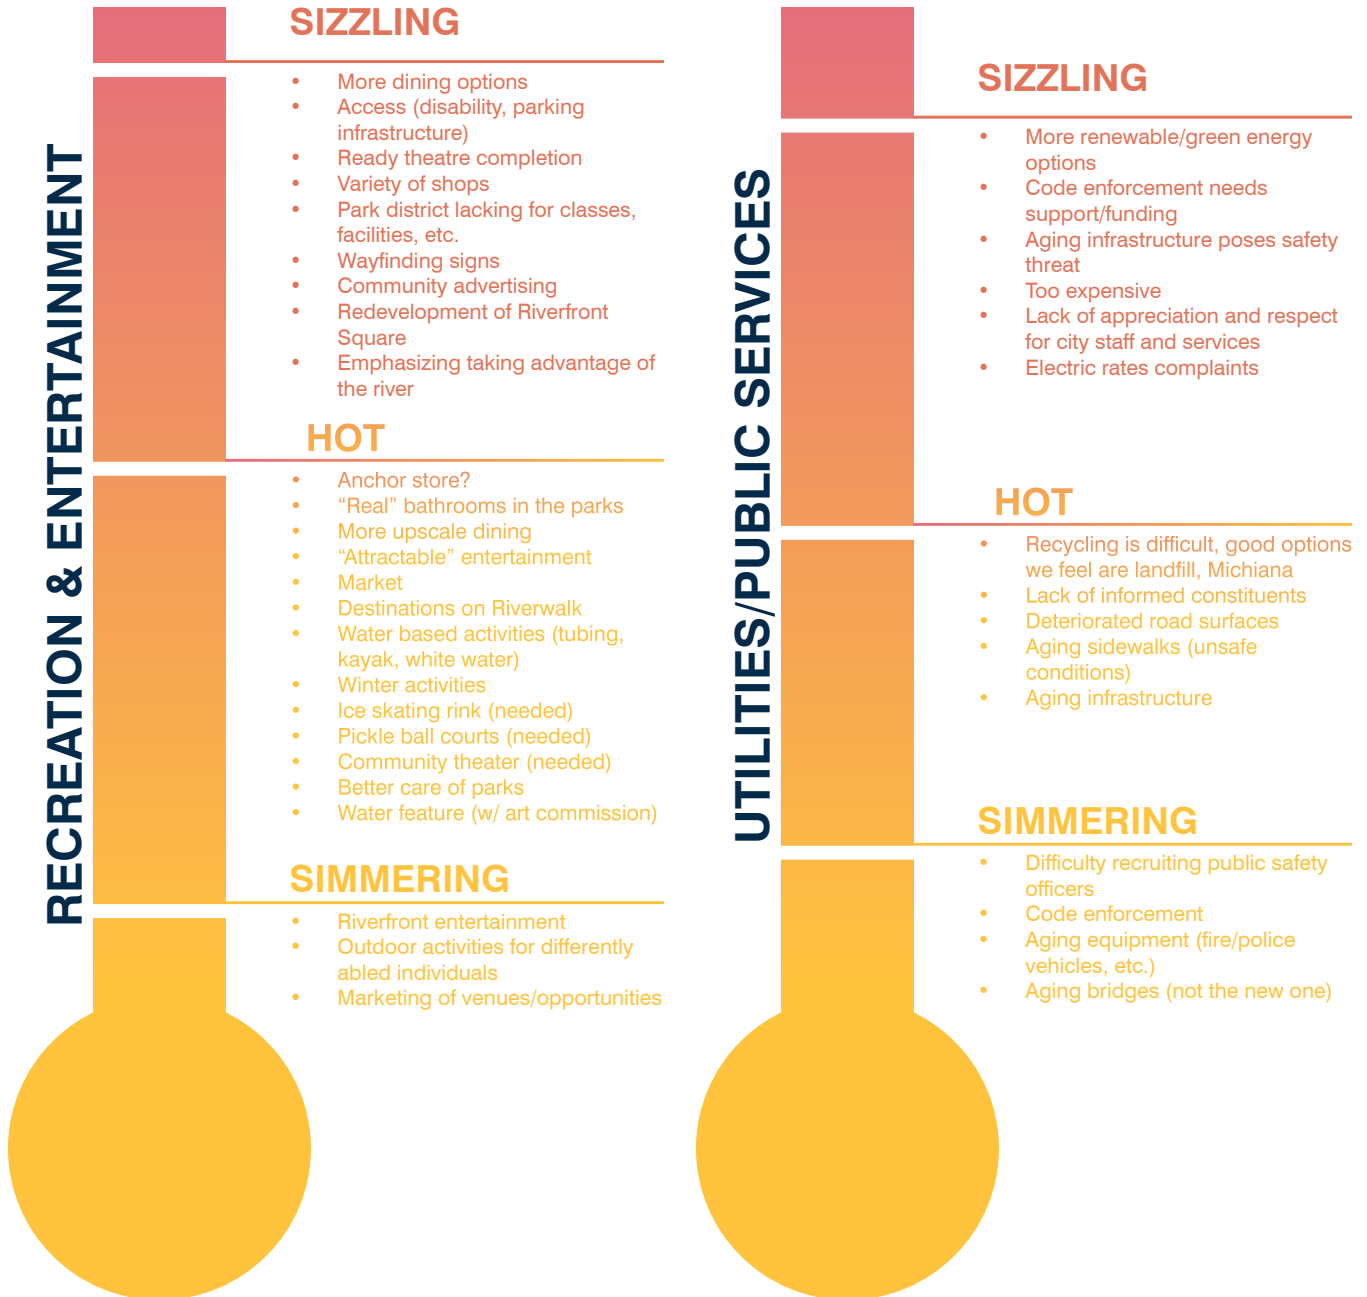 RECREATION & ENTERTAINMENT
SIZZLING
• More dining options
• Access (disability, parking
infrastructure)
• Ready theatre completion
• Variety of shops
• Park district lacking for classes,
facilities, etc.
• Wayfinding signs
• Community advertising
• Redevelopment of Riverfront
Square
• Emphasizing taking advantage of
the river
HOT
• Anchor store?
• “Real” bathrooms in the parks
• More upscale dining
• “Attractable” entertainment
• Market
• Destinations on Riverwalk
• Water based activities (tubing,
kayak, white water)
• Winter activities
• Ice skating rink (needed)
• Pickle ball courts (needed)
• Community theater (needed)
• Better care of parks
• Water feature (w/ art commission)
SIMMERING
• Riverfront entertainment
• Outdoor activities for differently
abled individuals
• Marketing of venues/opportunities
UTILITIES/PUBLIC SERVICES
SIZZLING
• More renewable/green energy
options
• Code enforcement needs
support/funding
• Aging infrastructure poses safety
threat
• Too expensive
• Lack of appreciation and respect
for city staff and services
• Electric rates complaints
HOT
• Recycling is difficult, good options
we feel are landfill, Michiana
• Lack of informed constituents
• Deteriorated road surfaces
• Aging sidewalks (unsafe
conditions)
• Aging infrastructure
SIMMERING
• Difficulty recruiting public safety
officers
• Code enforcement
• Aging equipment (fire/police
vehicles, etc.)
• Aging bridges (not the new one)